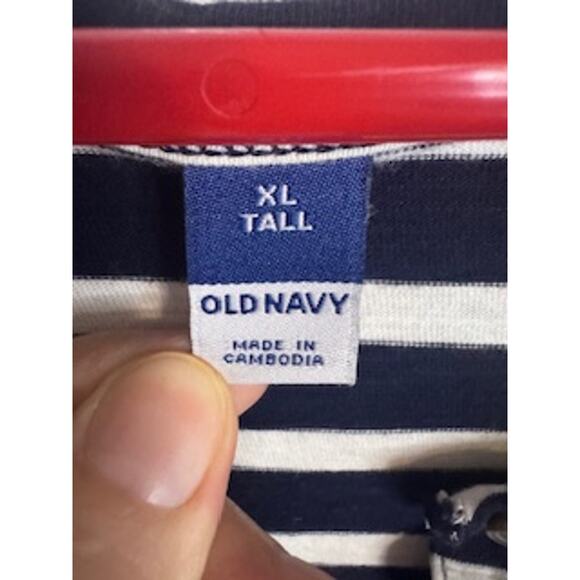 XL
TALL
OLD NAVY
MADE IN
CAMBODIA